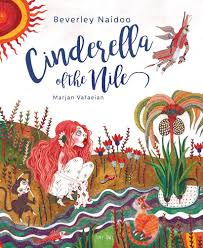 Beverley Naidoo
Cinderella
of the Nile
Marjan Vafaeian